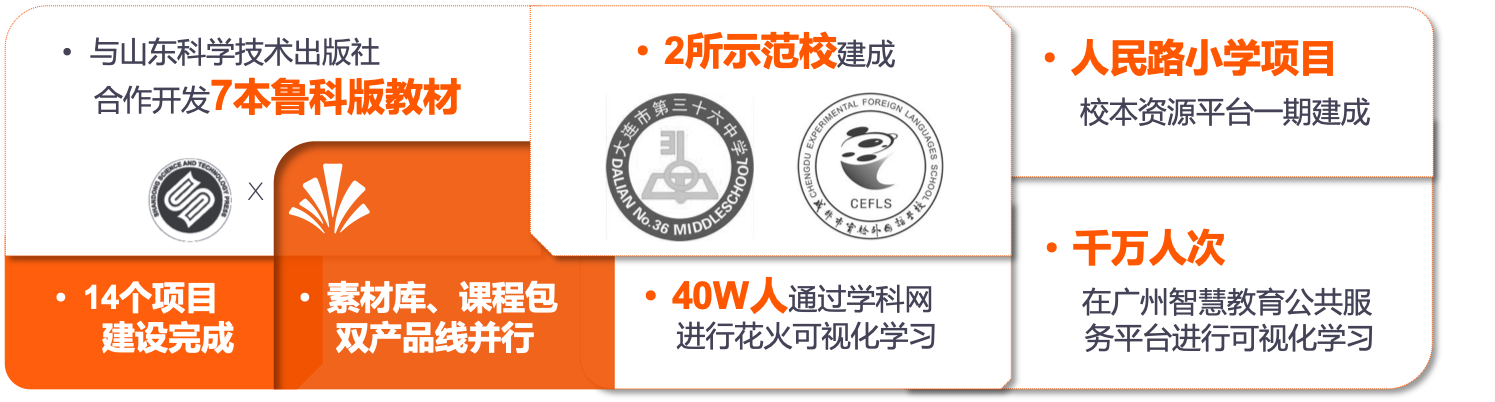 • 与山东科学技术出版社
合作开发7本鲁科版教材
SHANDONG SCIENCE AND TECHNOLOGY PRESS
X
• 14个项目
建设完成
• 素材库、课程包
双产品线并行
• 2所示范校建成
大连市第三十六中学
DALIAN No.36 MIDDLESCHOOL
CHENGDU EXPERIMENTAL FOREIGN LANGUAGES SCHOOL
CEFLS
成都市实验外国语学校
• 40W人通过学科网
进行花火可视化学习
• 人民路小学项目
校本资源平台一期建成
• 千万人次
在广州智慧教育公共服
务平台进行可视化学习